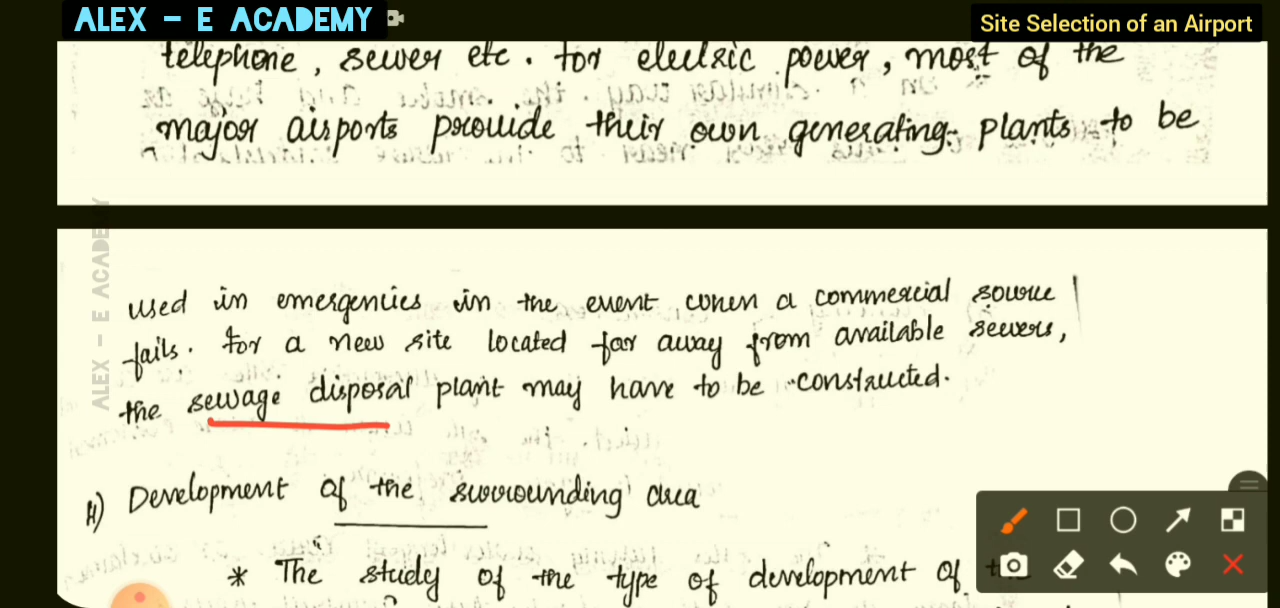 ALEX - E ACADEMY
Site Selection of an Airport
telephone, sewer etc. For electric power, most of the
major airports provide their own generating plants to be
ALEX - E ACADEMY
used in emergencies in the event when a commercial source
fails. For a new site located far away from available sewers,
the sewage disposal plant may have to be constructed.
H) Development of the surrounding area
* The study of the type of development of the